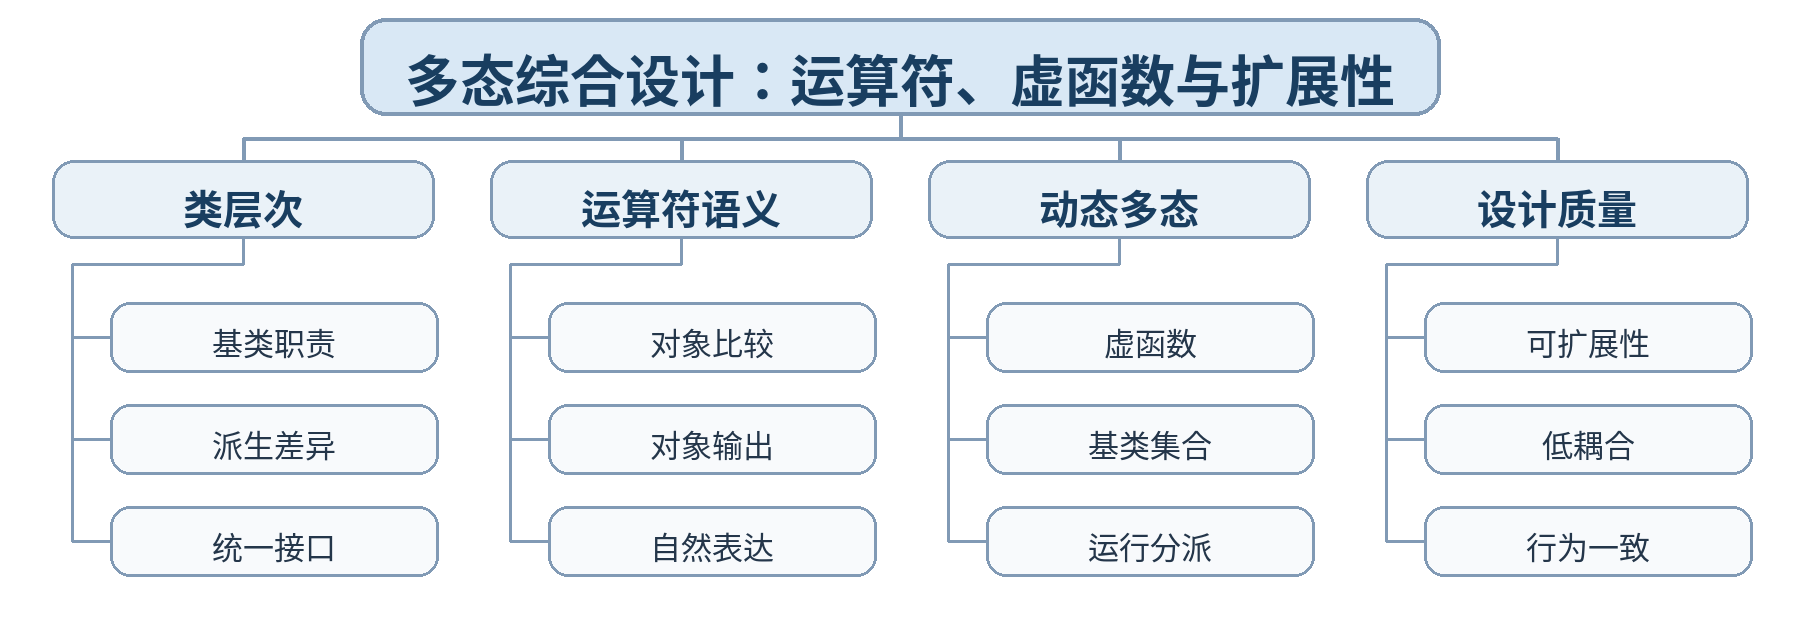 多态综合设计：运算符、虚函数与扩展性
类层次
基类职责
派生差异
统一接口
运算符语义
对象比较
对象输出
自然表达
动态多态
虚函数
基类集合
运行分派
设计质量
可扩展性
低耦合
行为一致